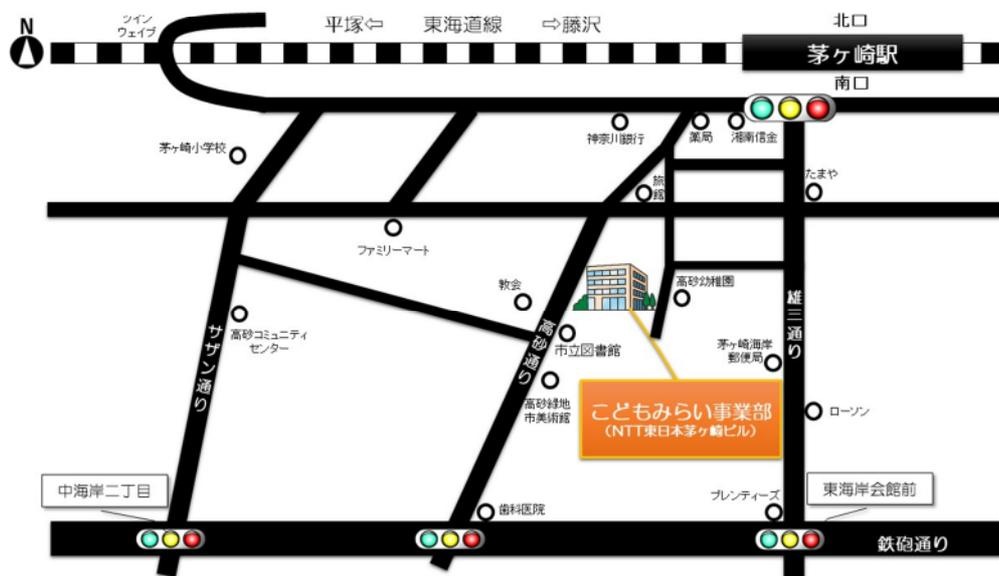 N
ツイン
ウェイブ
平塚⇦ 東海道線 ⇨藤沢
北口
茅ヶ崎駅
南口
茅ヶ崎小学校
神奈川銀行
薬局
湘南信金
旅館
たまや
ファミリーマート
教会
高砂幼稚園
高砂コミュニティ
センター
サザン通り
高砂通り
市立図書館
雄三通り
茅ヶ崎海岸
郵便局
高砂緑地
市美術館
こどもみらい事業部
(NTT東日本茅ヶ崎ビル)
ローソン
中海岸二丁目
歯科医院
プレンティーズ
東海岸会館前
鉄砲通り